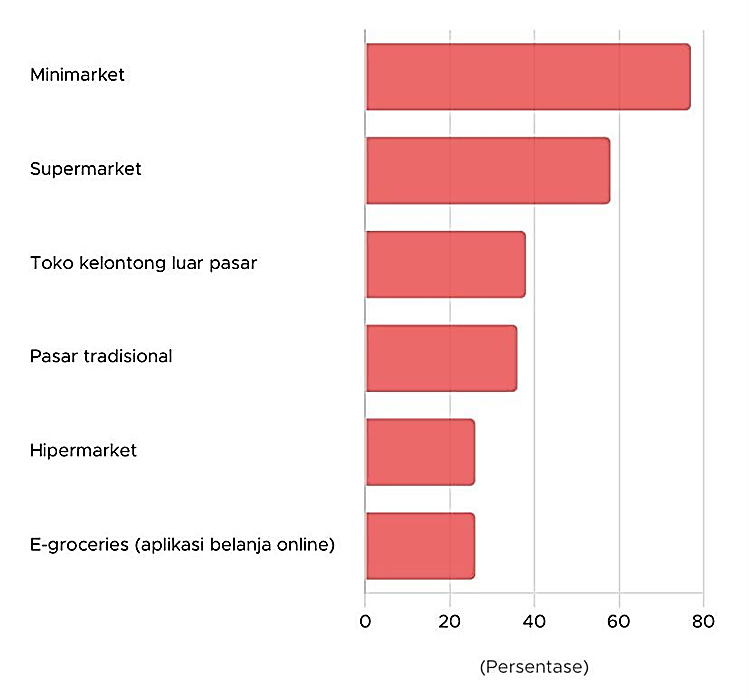 Minimarket
Supermarket
Toko kelontong luar pasar
Pasar tradisional
Hipermarket
E-groceries (aplikasi belanja online)
0 20 40 60 80
(Persentase)